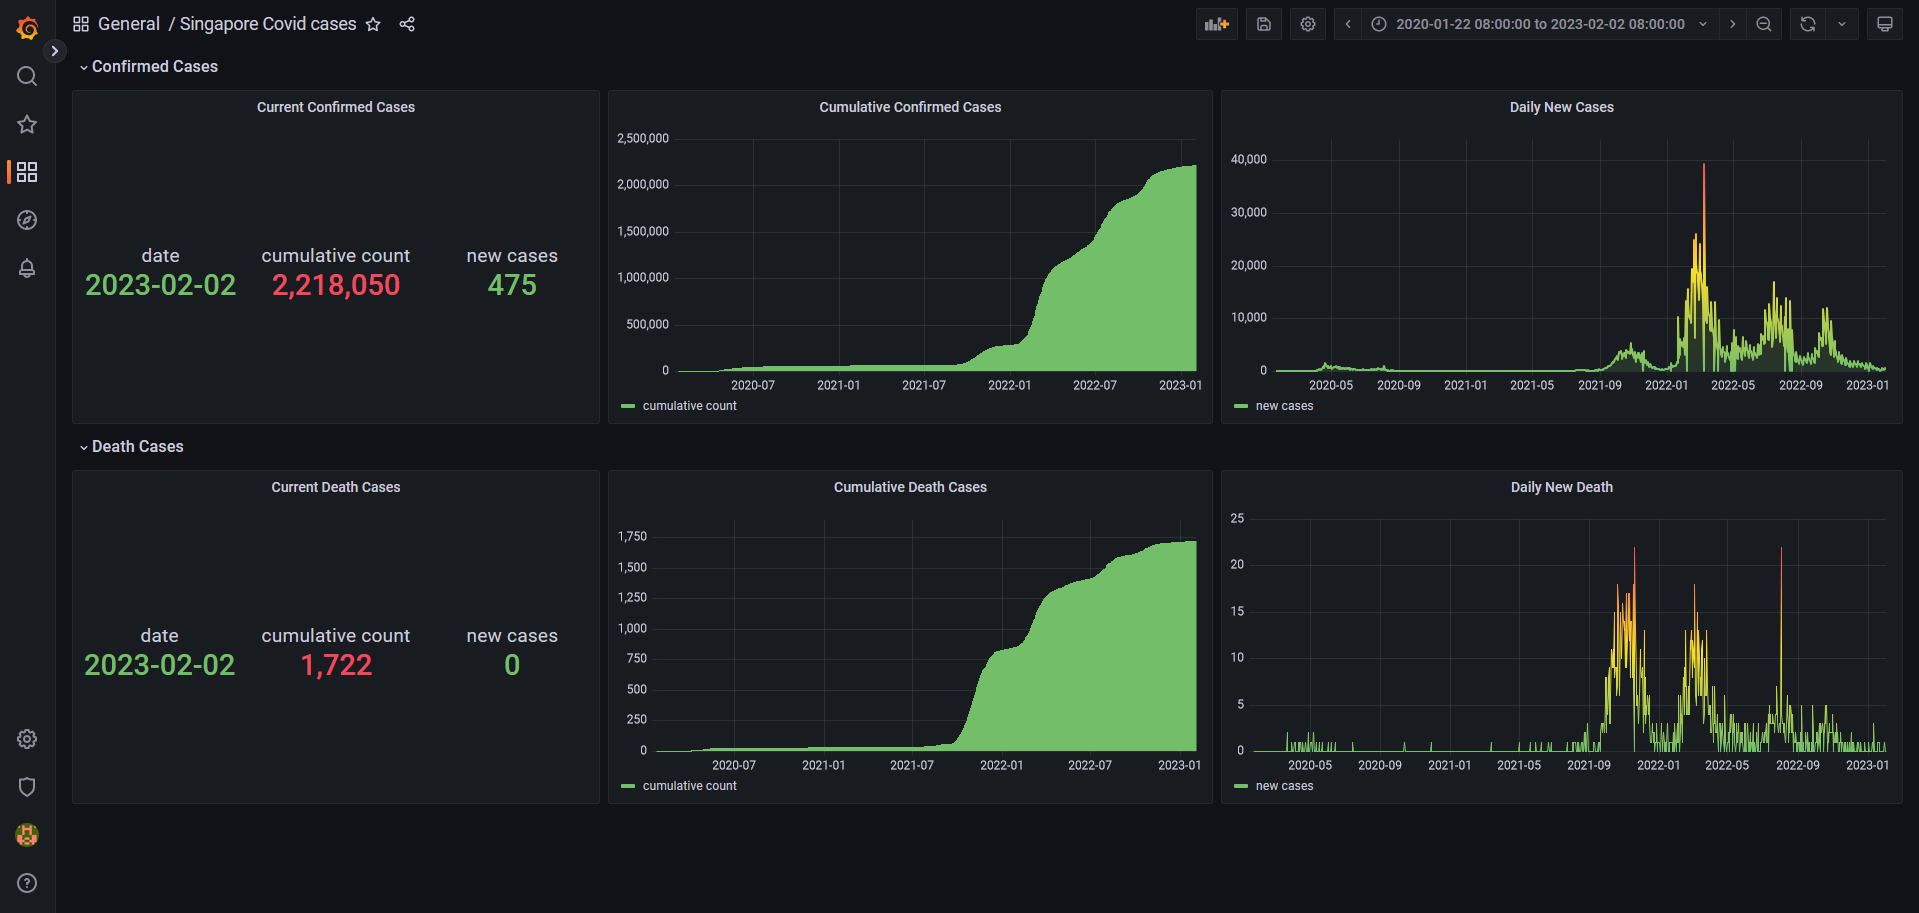 General / Singapore Covid cases
2020-01-22 08:00:00 to 2023-02-02 08:00:00
Confirmed Cases
Current Confirmed Cases
date cumulative count new cases
2023-02-02 2,218,050 475
Cumulative Confirmed Cases
2,500,000
2,000,000
1,500,000
1,000,000
500,000
0
2020-07 2021-01 2021-07 2022-01 2022-07 2023-01
cumulative count
Daily New Cases
40,000
30,000
20,000
10,000
0
2020-05 2020-09 2021-01 2021-05 2021-09 2022-01 2022-05 2022-09 2023-01
new cases
Death Cases
Current Death Cases
date cumulative count new cases
2023-02-02 1,722 0
Cumulative Death Cases
1,750
1,500
1,250
1,000
750
500
250
0
2020-07 2021-01 2021-07 2022-01 2022-07 2023-01
cumulative count
Daily New Death
25
20
15
10
5
0
2020-05 2020-09 2021-01 2021-05 2021-09 2022-01 2022-05 2022-09 2023-01
new cases